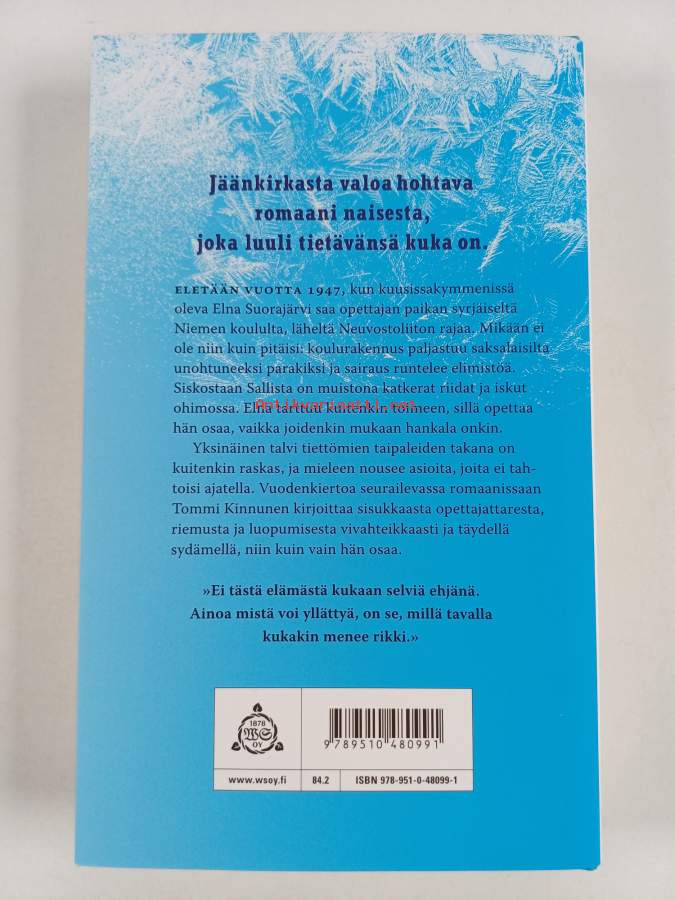 Jäänkirkasta valoa hohtava
romaani naisesta,
joka luuli tietävänsä kuka on.
ELETÄÄN VUOTTA 1947, kun kuusissakymmenissä
oleva Elna Suorajärvi saa opettajan paikan syrjäiseltä
Niemen koululta, läheltä Neuvostoliiton rajaa. Mikään ei
ole niin kuin pitäisi: koulurakennus paljastuu saksalaisilta
unohtuneeksi parakiksi ja sairaus runtelee elimistöä.
Siskostaan Sallista on muistona katkerat riidat ja iskut
ohimossa. Elna tarttuu kuitenkin toimeen, sillä opettaa
Antikvariaatti.net
hän osaa, vaikka joidenkin mukaan hankala onkin.
Yksinäinen talvi tiettömien taipaleiden takana on
kuitenkin raskas, ja mieleen nousee asioita, joita ei tah-
toisi ajatella. Vuodenkiertoa seurailevassa romaanissaan
Tommi Kinnunen kirjoittaa sisukkaasta opettajattaresta,
riemusta ja luopumisesta vivahteikkaasti ja täydellä
sydämellä, niin kuin vain hän osaa.
»Ei tästä elämästä kukaan selviä ehjänä.
Ainoa mistä voi yllättyä, on se, millä tavalla
kukakin menee rikki.»
1878
WS
OY
9 789510 480991
www.wsoy.fi
84.2
ISBN 978-951-0-48099-1